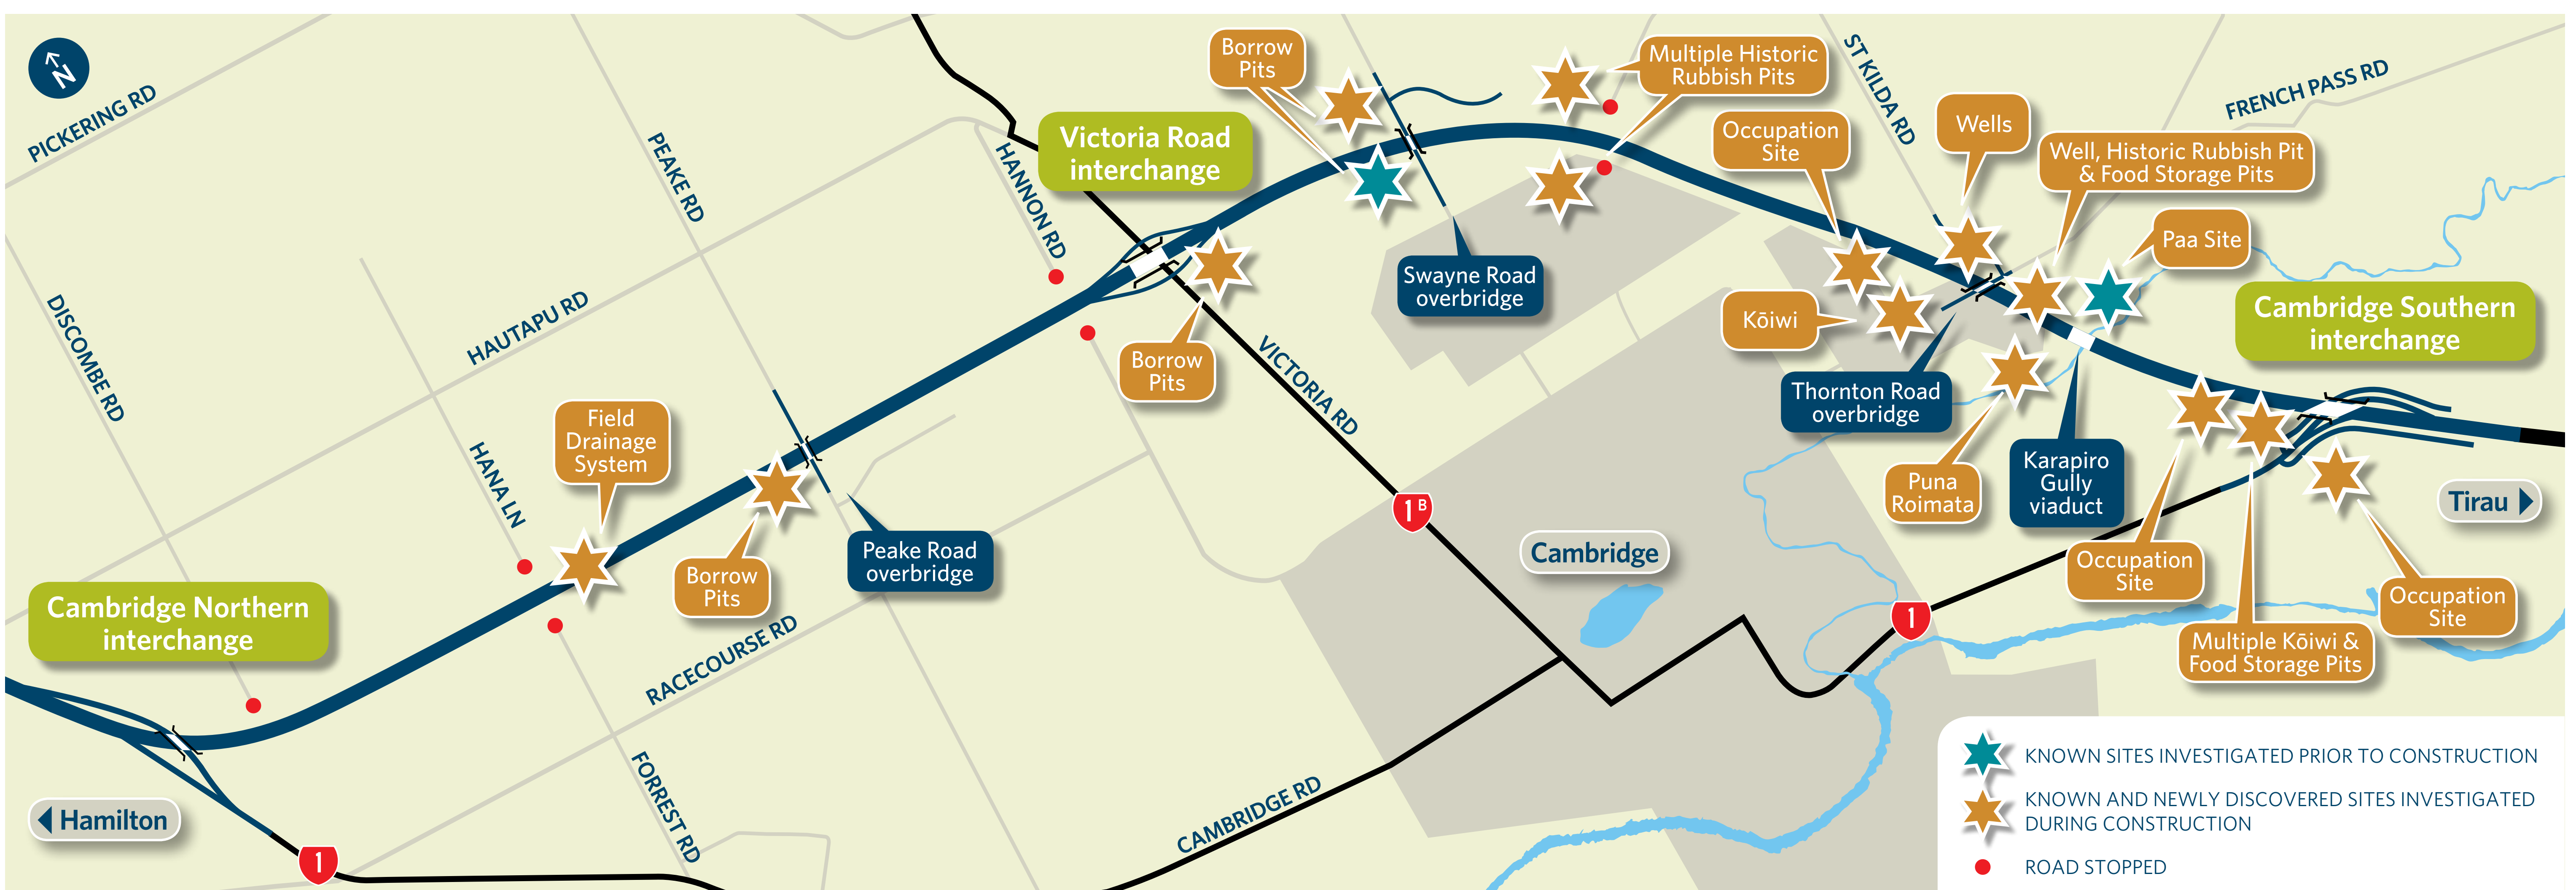 N
PICKERING RD
DISCOMBE RD
HAUTAPU RD
HANA LN
PEAKE RD
HANNON RD
Victoria Road
interchange
Borrow
Pits
Multiple Historic
Rubbish Pits
ST KILDA RD
FRENCH PASS RD
Occupation
Site
Wells
Well, Historic Rubbish Pit
& Food Storage Pits
Paa Site
Swayne Road
overbridge
Kōiwi
Cambridge Southern
interchange
Borrow
Pits
VICTORIA RD
Thornton Road
overbridge
Field
Drainage
System
Puna
Roimata
Karapiro
Gully
viaduct
Tirau
Borrow
Pits
Peake Road
overbridge
1B
Cambridge
Occupation
Site
Occupation
Site
Cambridge Northern
interchange
1
Multiple Kōiwi &
Food Storage Pits
RACECOURSE RD
FORREST RD
CAMBRIDGE RD
Hamilton
1
KNOWN SITES INVESTIGATED PRIOR TO CONSTRUCTION
KNOWN AND NEWLY DISCOVERED SITES INVESTIGATED
DURING CONSTRUCTION
ROAD STOPPED